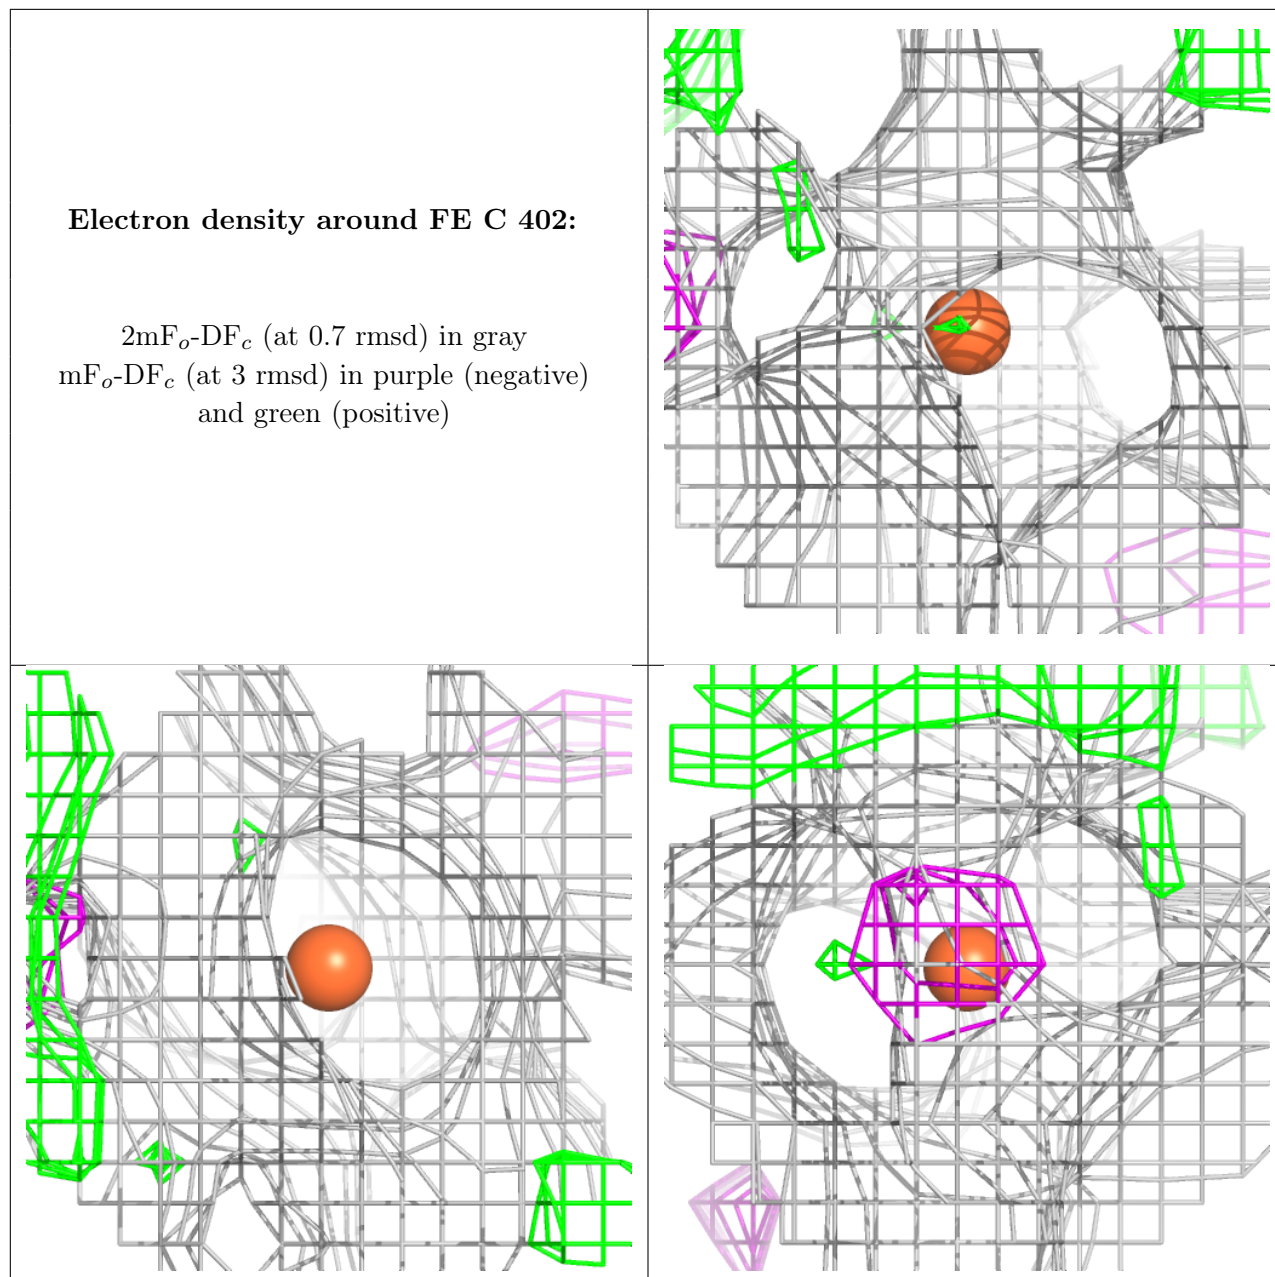 Electron density around FE C 402:
2mFo-DFc (at 0.7 rmsd) in gray
mFo-DFc (at 3 rmsd) in purple (negative)
and green (positive)